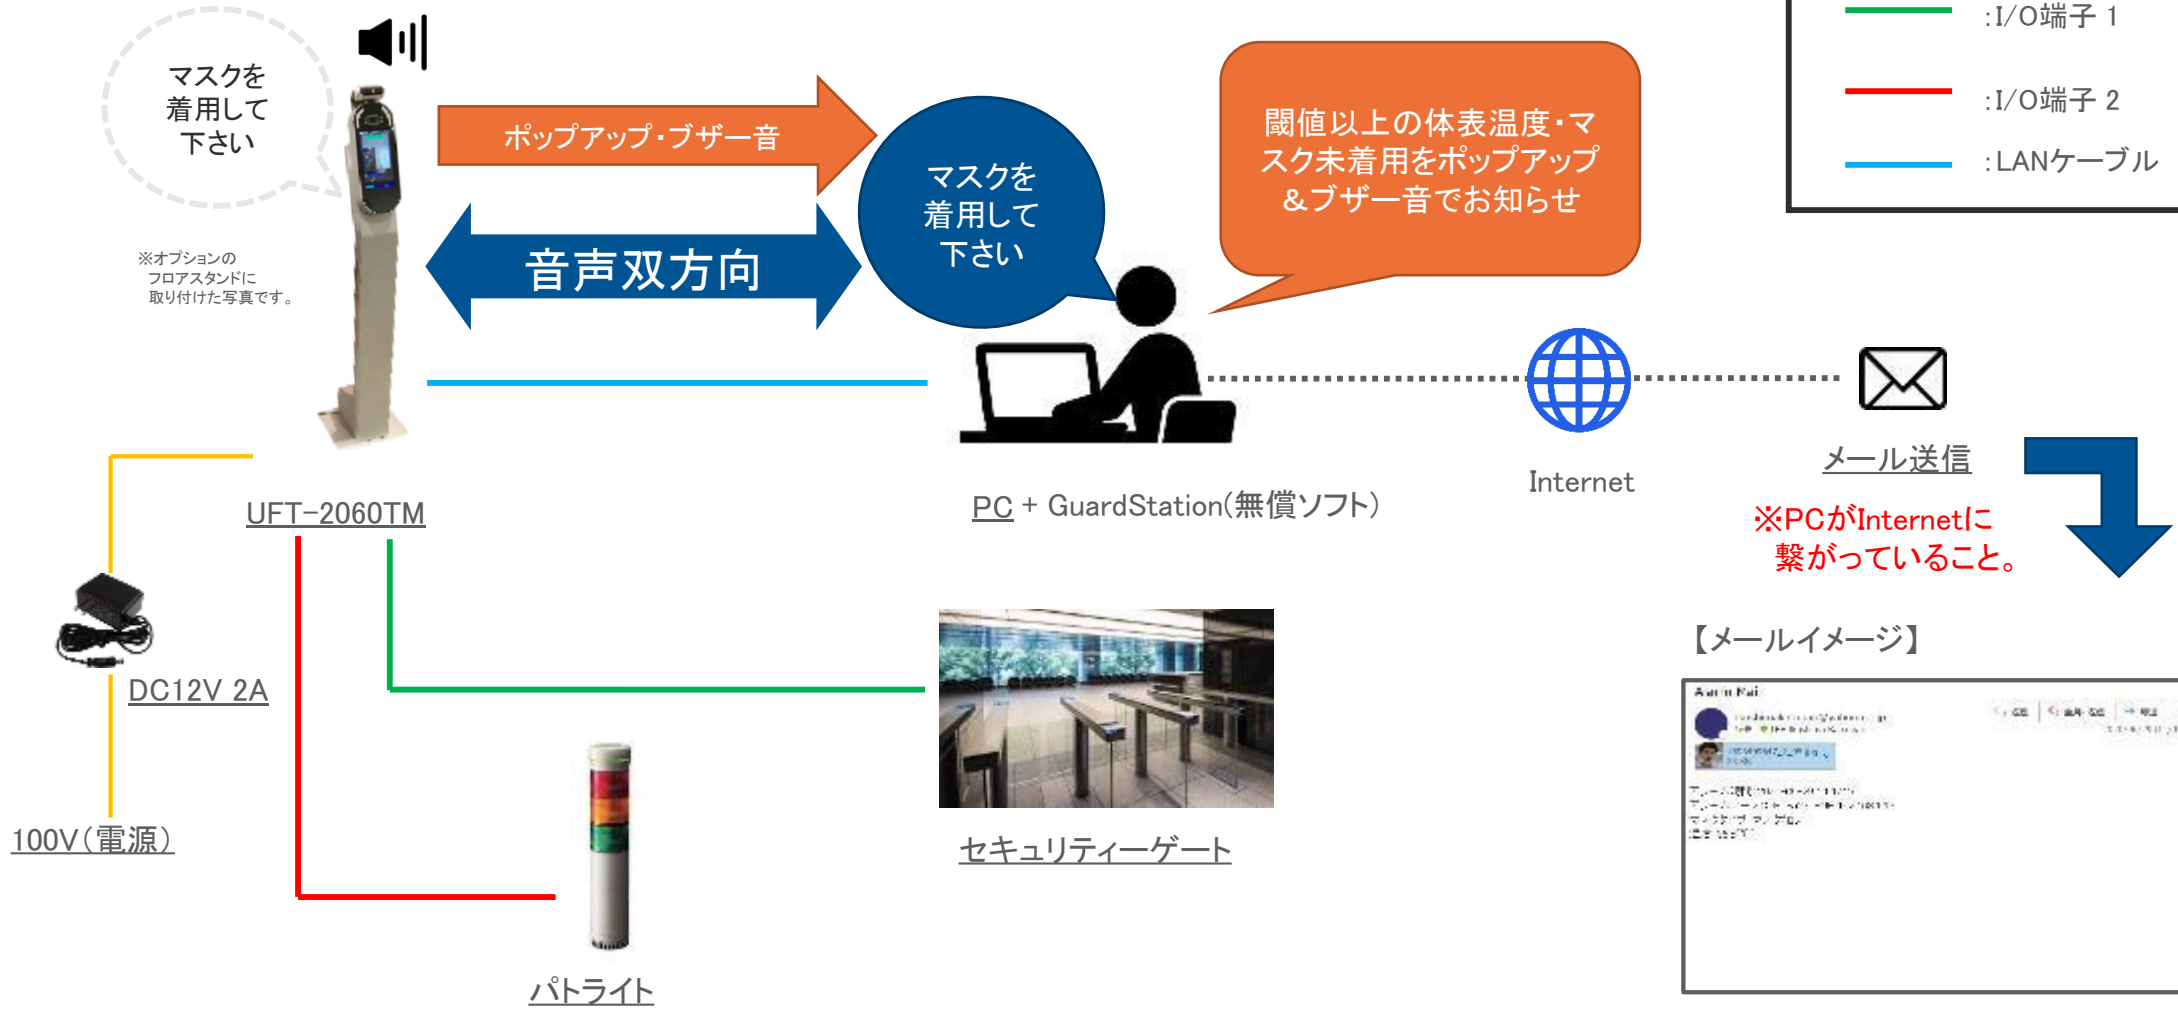 マスクを
着用して
下さい
※オプションの
フロアスタンドに
取り付けた写真です。
ポップアップ・ブザー音
音声双方向
マスクを
着用して
下さい
閾値以上の体表温度・マ
スク未着用をポップアップ
&ブザー音でお知らせ
:I/O端子 1
:I/O端子 2
:LANケーブル
UFT-2060TM
PC + GuardStation(無償ソフト)
Internet
メール送信
※PCがInternetに
繋がっていること。
DC12V 2A
100V(電源)
パトライト
セキュリティーゲート
【メールイメージ】